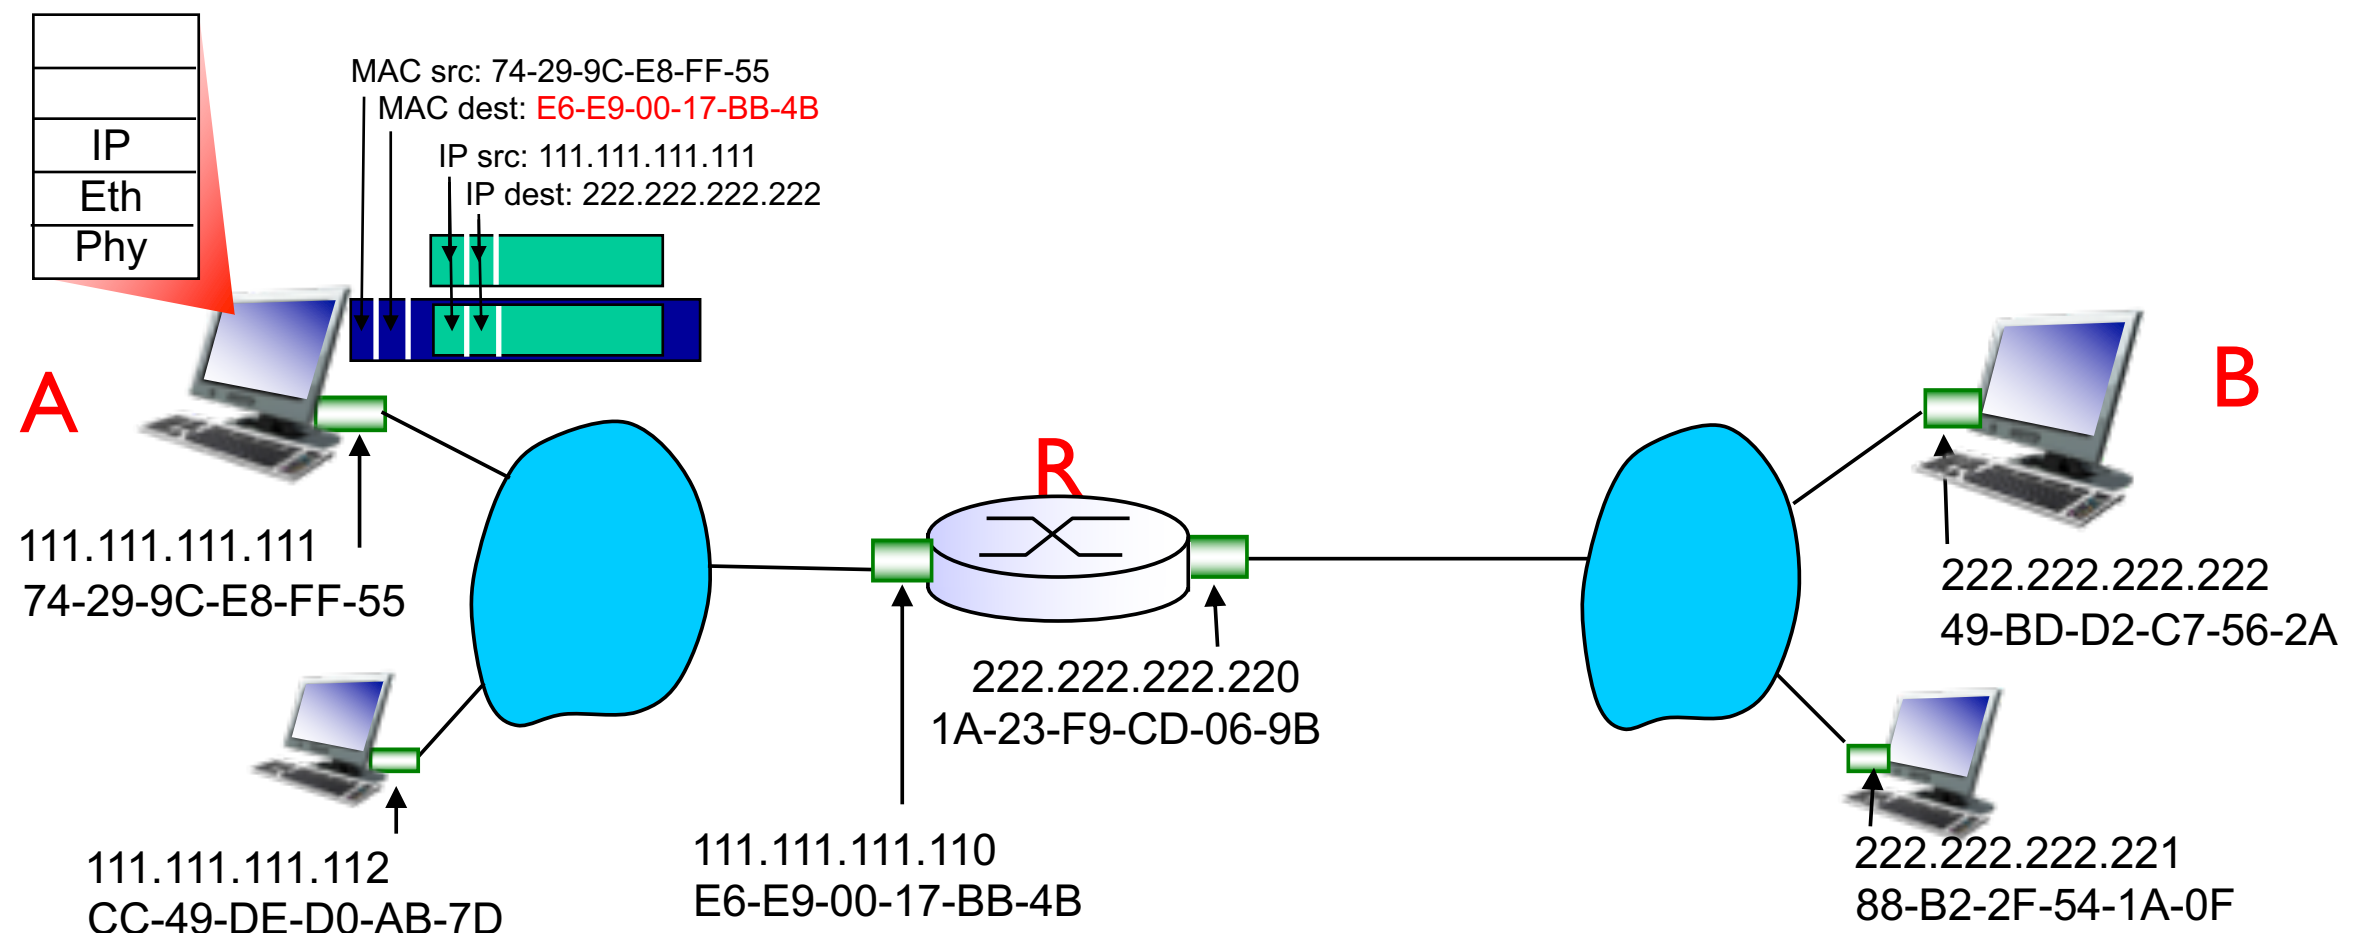 MAC src: 74-29-9C-E8-FF-55
MAC dest: E6-E9-00-17-BB-4B
IP src: 111.111.111.111
IP dest: 222.222.222.222
IP
Eth
Phy
A
B
R
111.111.111.111
74-29-9C-E8-FF-55
222.222.222.222
49-BD-D2-C7-56-2A
222.222.222.220
1A-23-F9-CD-06-9B
111.111.111.112
CC-49-DE-D0-AB-7D
111.111.111.110
E6-E9-00-17-BB-4B
222.222.222.221
88-B2-2F-54-1A-0F